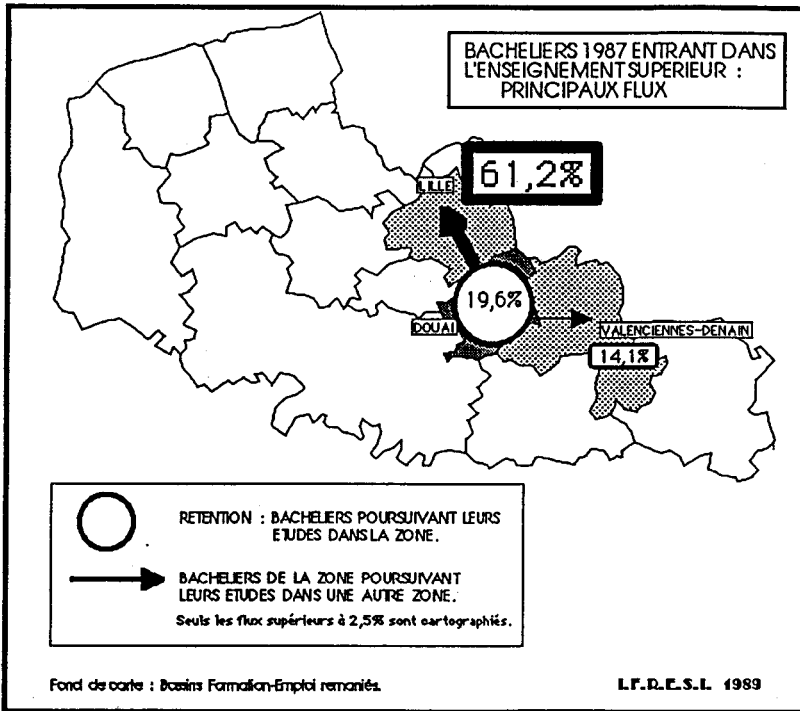 BACHELIERS 1987 ENTRANT DANS
L'ENSEIGNEMENT SUPERIEUR :
PRINCIPAUX FLUX
61,2%
LILLE
19,6%
DOUAI
VALENCIENNES-DENAIN
14,1%
RETENTION : BACHELIERS POURSUIVANT LEURS
ETUDES DANS LA ZONE.
BACHELIERS DE LA ZONE POURSUIVANT
LEURS ETUDES DANS UNE AUTRE ZONE.
Seuls les flux supérieurs à 2,5% sont cartographiés.
Fond de carte : Bassins Formation-Emploi remaniés.
I.F.R.E.S.I. 1989